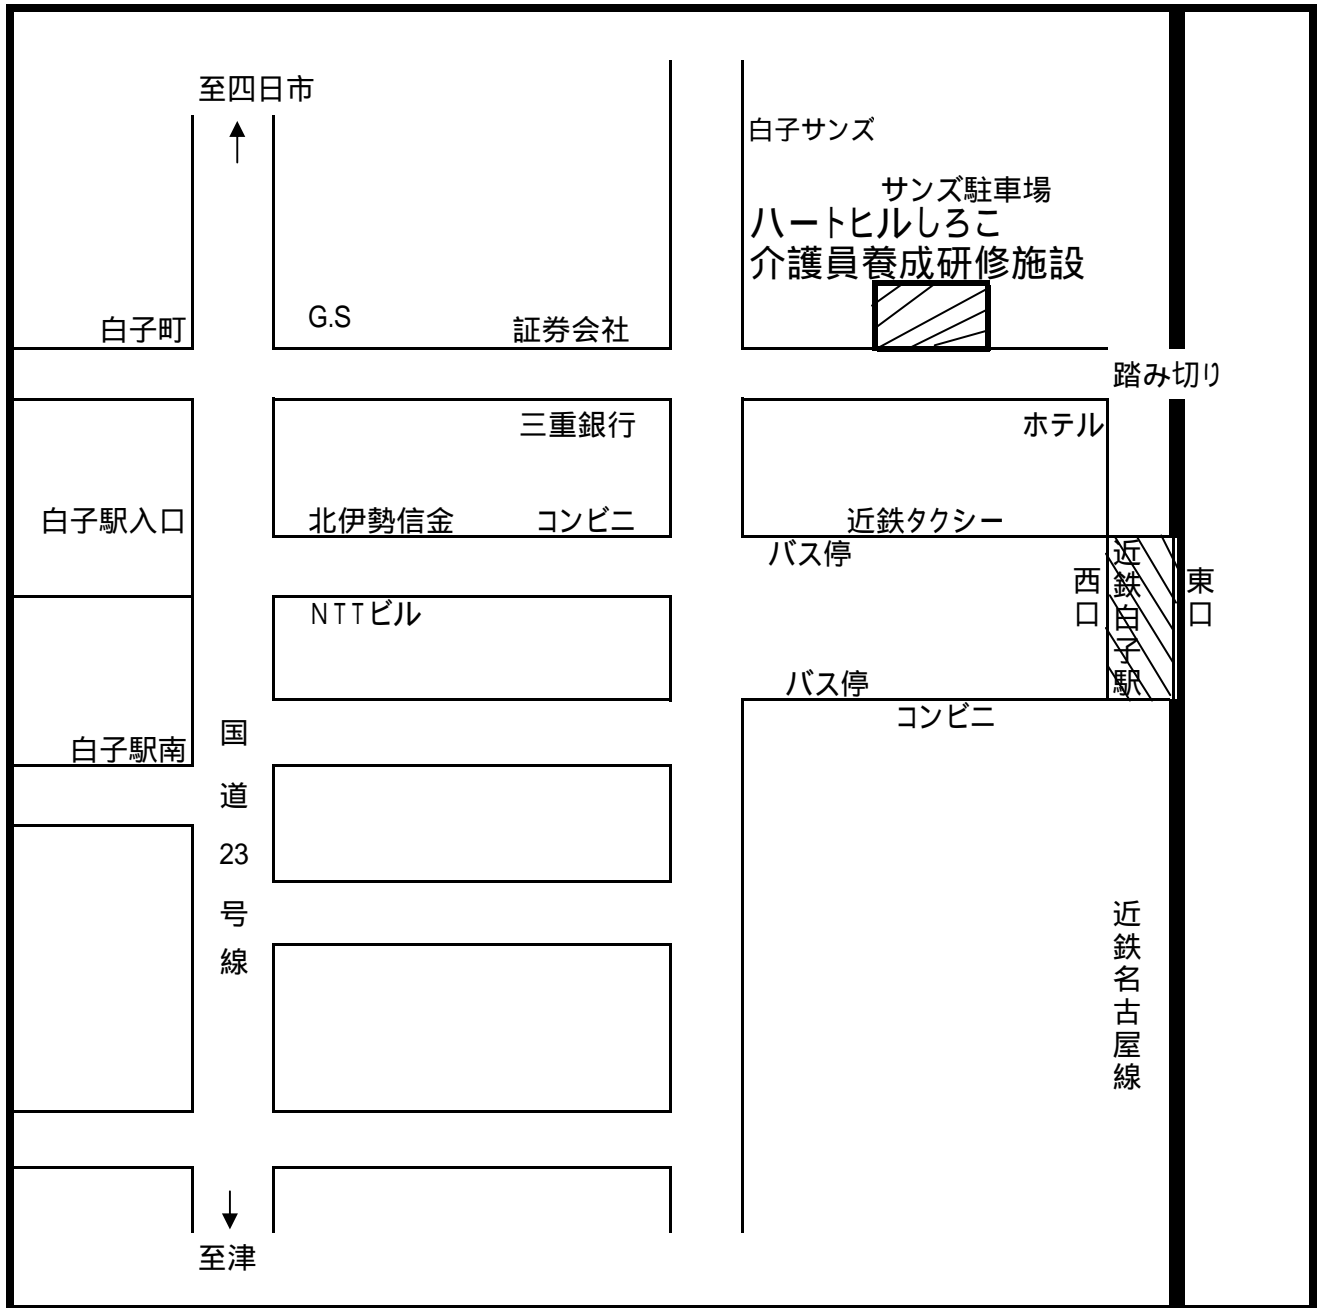 至四日市
白子サンズ
サンズ駐車場
ハートヒルしろこ
介護員養成研修施設
G.S
白子町
証券会社
踏み切り
三重銀行
ホテル
白子駅入口
北伊勢信金
コンビニ
近鉄タクシー
バス停
西口
近鉄白子駅
東口
NTTビル
バス停
コンビニ
白子駅南
国道23号線
近鉄名古屋線
至津